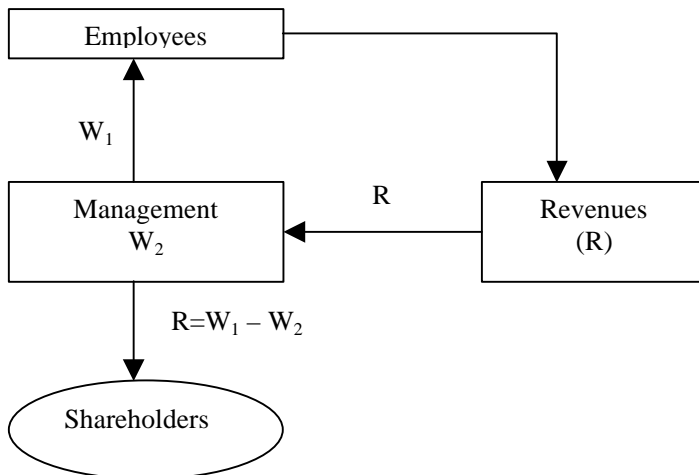 Employees
W₁
Management
W₂
R
Revenues
(R)
R=W₁ – W₂
Shareholders